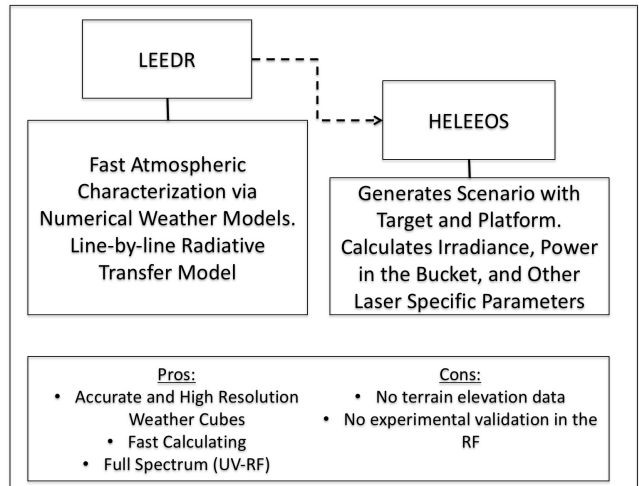 LEEDR
HELEEOS
Fast Atmospheric
Characterization via
Numerical Weather Models.
Line-by-line Radiative
Transfer Model
Generates Scenario with
Target and Platform.
Calculates Irradiance, Power
in the Bucket, and Other
Laser Specific Parameters
Pros:
• Accurate and High Resolution
Weather Cubes
• Fast Calculating
• Full Spectrum (UV-RF)
Cons:
• No terrain elevation data
• No experimental validation in the
RF